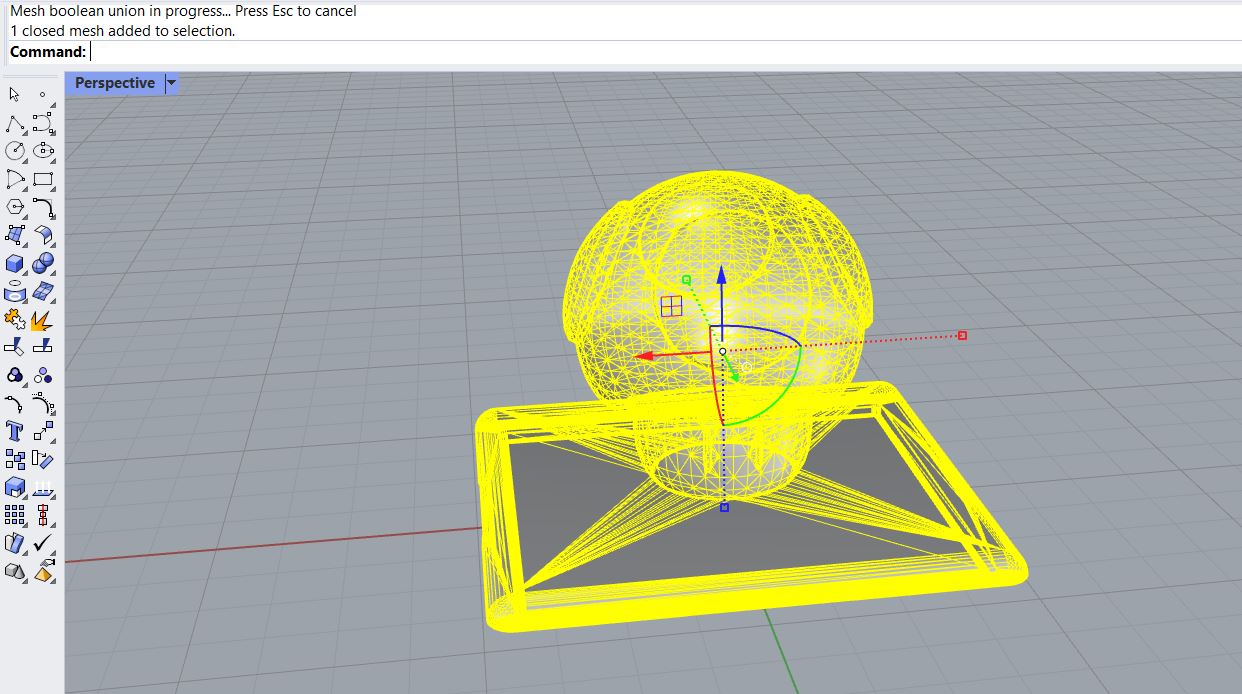 Mesh boolean union in progress... Press Esc to cancel
1 closed mesh added to selection.
Command:
Perspective